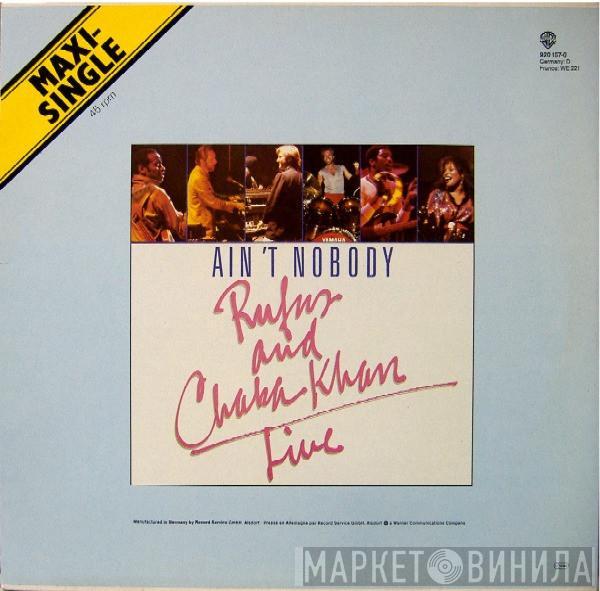 MAXI-
SINGLE
45 rpm
920 157-0
Germany: D
France: WE 221
YAMAHA
AIN'T NOBODY
Rufus
and
Chaka Khan
Live
Manufactured in Germany by Record Service GmbH, Alsdorf · Pressé en Allemagne par Record Service GmbH, Alsdorf ℗ a Warner Communications Company
МАРКЕТ ВИНИЛА